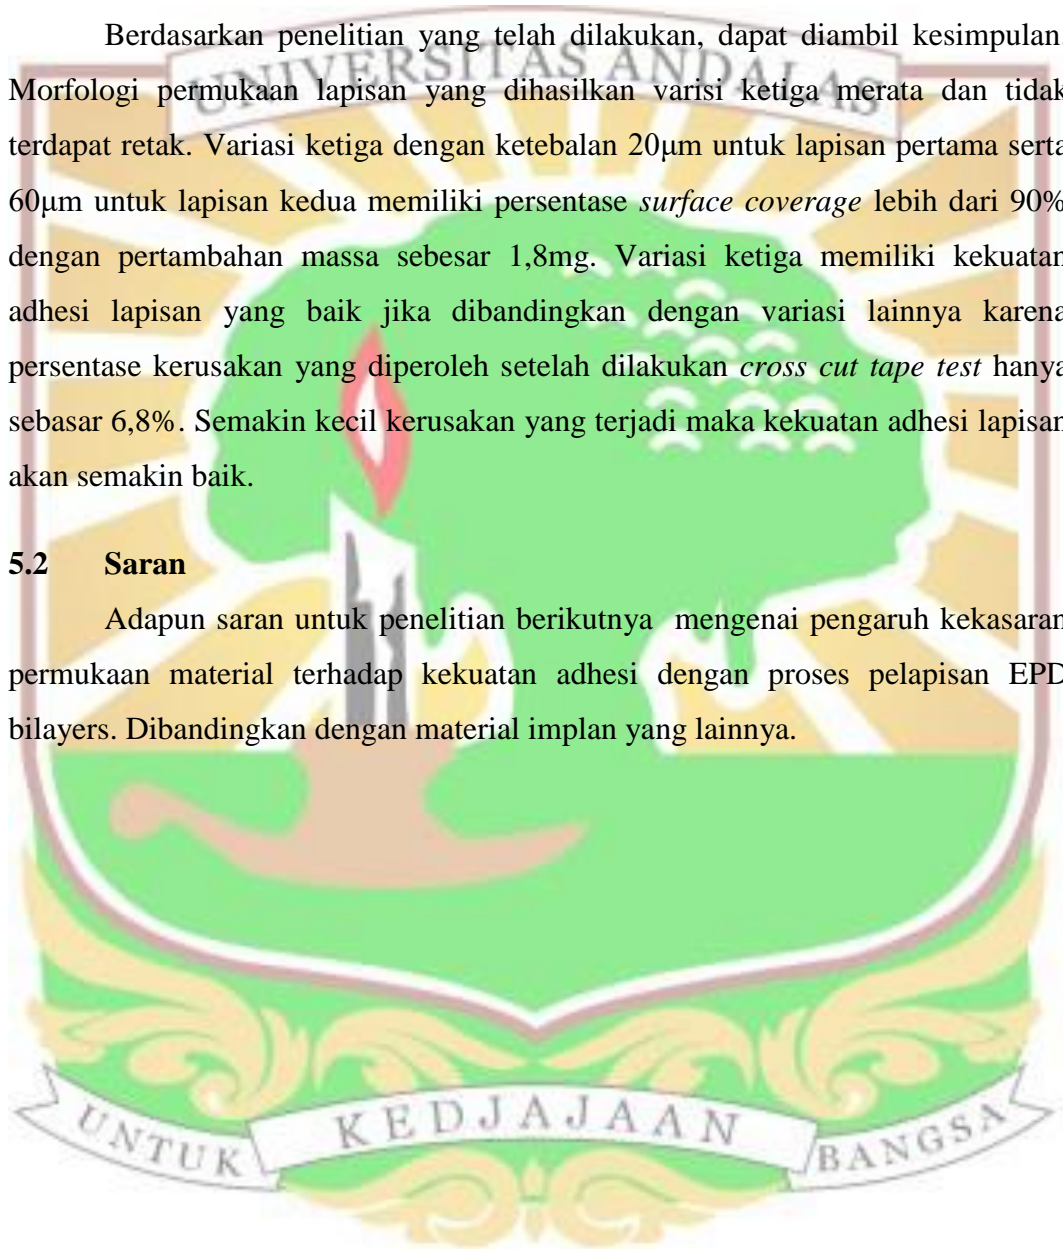 Berdasarkan penelitian yang telah dilakukan, dapat diambil kesimpulan
UNIVERSITAS ANDALAS
Morfologi permukaan lapisan yang dihasilkan varisi ketiga merata dan tidak
terdapat retak. Variasi ketiga dengan ketebalan 20μm untuk lapisan pertama serta
60μm untuk lapisan kedua memiliki persentase surface coverage lebih dari 90%
dengan pertambahan massa sebesar 1,8mg. Variasi ketiga memiliki kekuatan
adhesi lapisan yang baik jika dibandingkan dengan variasi lainnya karena
persentase kerusakan yang diperoleh setelah dilakukan cross cut tape test hanya
sebasar 6,8%. Semakin kecil kerusakan yang terjadi maka kekuatan adhesi lapisan
akan semakin baik.
5.2 Saran
Adapun saran untuk penelitian berikutnya mengenai pengaruh kekasaran
permukaan material terhadap kekuatan adhesi dengan proses pelapisan EPD
bilayers. Dibandingkan dengan material implan yang lainnya.
UNTUK KEDJAJAAN BANGSA